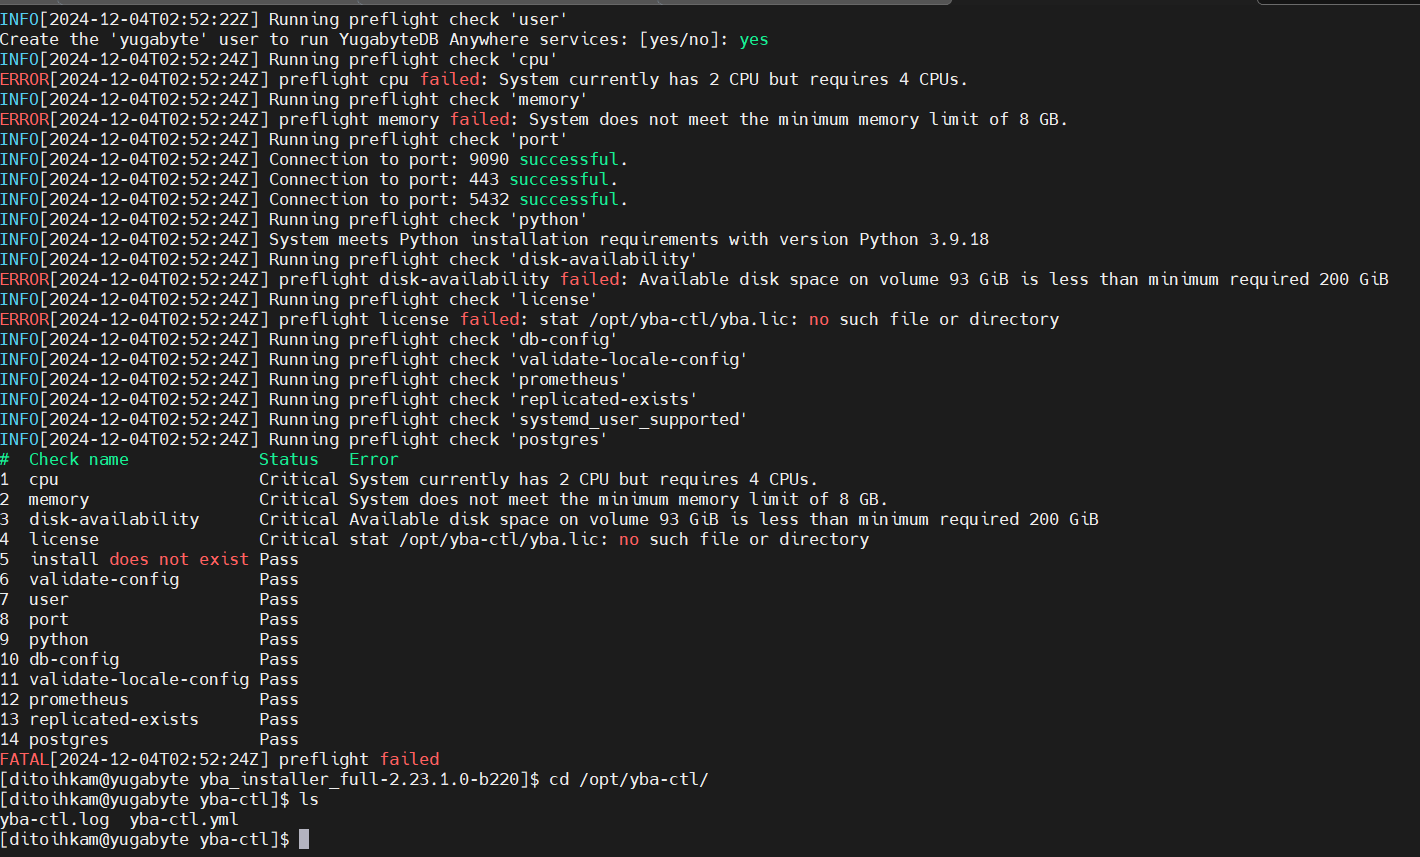 INFO[2024-12-04T02:52:22Z] Running preflight check 'user'
Create the 'yugabyte' user to run YugabyteDB Anywhere services: [yes/no]: yes
INFO[2024-12-04T02:52:24Z] Running preflight check 'cpu'
ERROR[2024-12-04T02:52:24Z] preflight cpu failed: System currently has 2 CPU but requires 4 CPUs.
INFO[2024-12-04T02:52:24Z] Running preflight check 'memory'
ERROR[2024-12-04T02:52:24Z] preflight memory failed: System does not meet the minimum memory limit of 8 GB.
INFO[2024-12-04T02:52:24Z] Running preflight check 'port'
INFO[2024-12-04T02:52:24Z] Connection to port: 9090 successful.
INFO[2024-12-04T02:52:24Z] Connection to port: 443 successful.
INFO[2024-12-04T02:52:24Z] Connection to port: 5432 successful.
INFO[2024-12-04T02:52:24Z] Running preflight check 'python'
INFO[2024-12-04T02:52:24Z] System meets Python installation requirements with version Python 3.9.18
INFO[2024-12-04T02:52:24Z] Running preflight check 'disk-availability'
ERROR[2024-12-04T02:52:24Z] preflight disk-availability failed: Available disk space on volume 93 GiB is less than minimum required 200 GiB
INFO[2024-12-04T02:52:24Z] Running preflight check 'license'
ERROR[2024-12-04T02:52:24Z] preflight license failed: stat /opt/yba-ctl/yba.lic: no such file or directory
INFO[2024-12-04T02:52:24Z] Running preflight check 'db-config'
INFO[2024-12-04T02:52:24Z] Running preflight check 'validate-locale-config'
INFO[2024-12-04T02:52:24Z] Running preflight check 'prometheus'
INFO[2024-12-04T02:52:24Z] Running preflight check 'replicated-exists'
INFO[2024-12-04T02:52:24Z] Running preflight check 'systemd_user_supported'
INFO[2024-12-04T02:52:24Z] Running preflight check 'postgres'
#  Check name             Status   Error
1  cpu                    Critical System currently has 2 CPU but requires 4 CPUs.
2  memory                 Critical System does not meet the minimum memory limit of 8 GB.
3  disk-availability      Critical Available disk space on volume 93 GiB is less than minimum required 200 GiB
4  license                Critical stat /opt/yba-ctl/yba.lic: no such file or directory
5  install does not exist Pass
6  validate-config        Pass
7  user                   Pass
8  port                   Pass
9  python                 Pass
10 db-config              Pass
11 validate-locale-config Pass
12 prometheus             Pass
13 replicated-exists      Pass
14 postgres               Pass
FATAL[2024-12-04T02:52:24Z] preflight failed
[ditoihkam@yugabyte yba_installer_full-2.23.1.0-b220]$ cd /opt/yba-ctl/
[ditoihkam@yugabyte yba-ctl]$ ls
yba-ctl.log  yba-ctl.yml
[ditoihkam@yugabyte yba-ctl]$